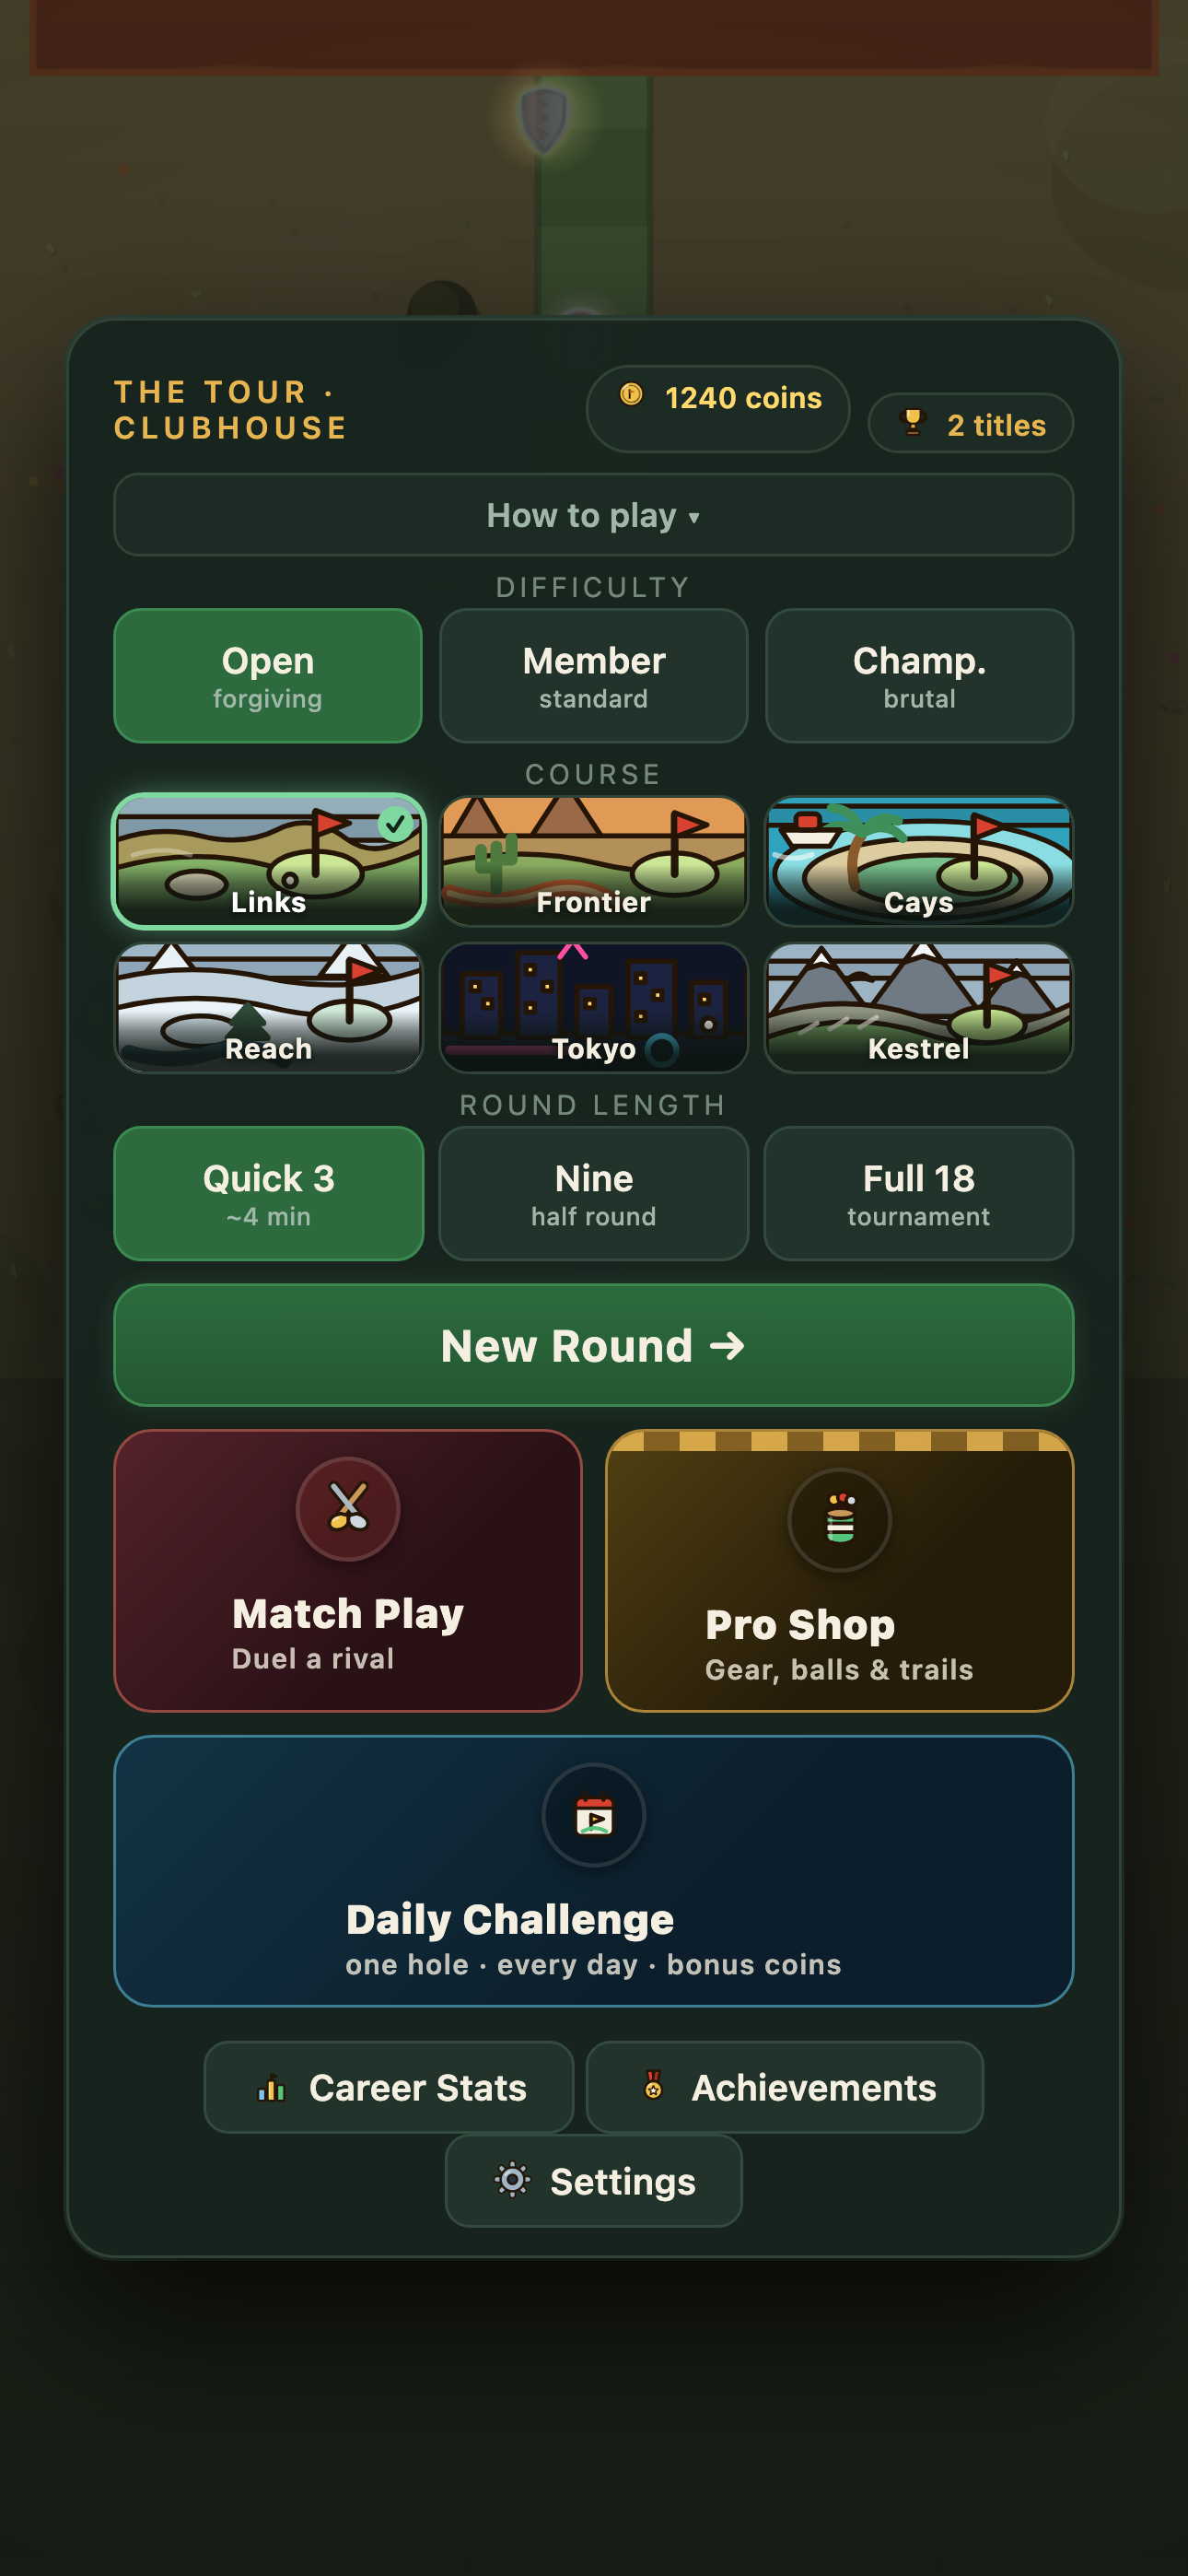 THE TOUR ·
CLUBHOUSE
1240 coins
2 titles
How to play ▾
DIFFICULTY
Open
forgiving
Member
standard
Champ.
brutal
COURSE
Links
Frontier
Cays
Reach
Tokyo
Kestrel
ROUND LENGTH
Quick 3
~4 min
Nine
half round
Full 18
tournament
New Round →
Match Play
Duel a rival
Pro Shop
Gear, balls & trails
Daily Challenge
one hole · every day · bonus coins
Career Stats
Achievements
Settings